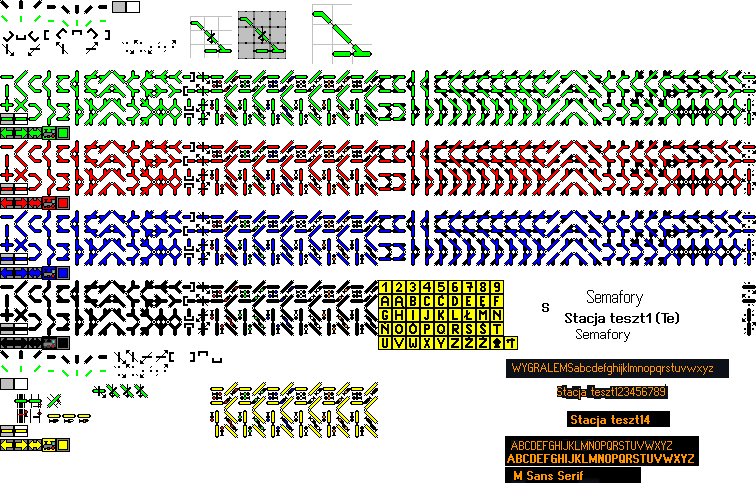 1 2 3 4 5 6 7 8 9
A Ą B C Ć D E Ę F
G H I J K L Ł M N
Ń O Ó P Q R S Ś T
U V W X Y Z Ź Ż
Semafory
S
Stacja teszt1 (Te)
Semafory
WYGRALEMSabcdefghijklmnopqrstuvwxyz
Stacja teszt123456789
Stacja teszt14
ABCDEFGHIJKLMNOPQRSTUVWXYZ
ABCDEFGHIJKLMNOPQRSTUVWXYZ
M Sans Serif